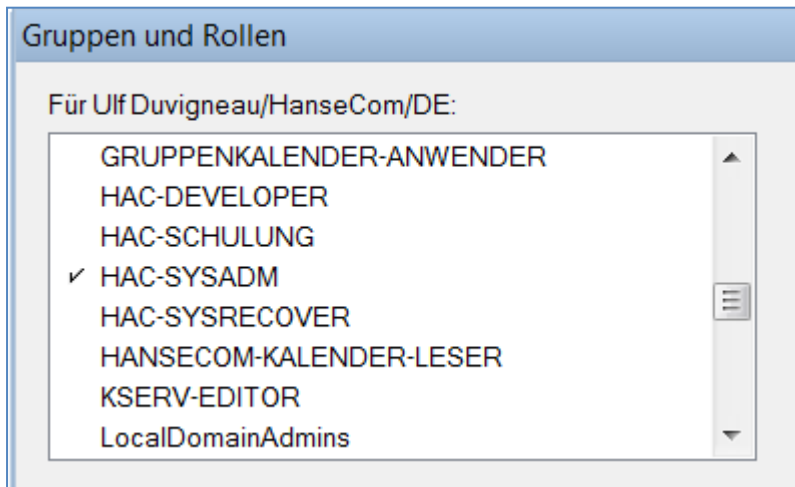 Gruppen und Rollen
Für Ulf Duvigneau/HanseCom/DE:
GRUPPENKALENDER-ANWENDER
HAC-DEVELOPER
HAC-SCHULUNG
✓ HAC-SYSADM
HAC-SYSRECOVER
HANSECOM-KALENDER-LESER
KSERV-EDITOR
LocalDomainAdmins